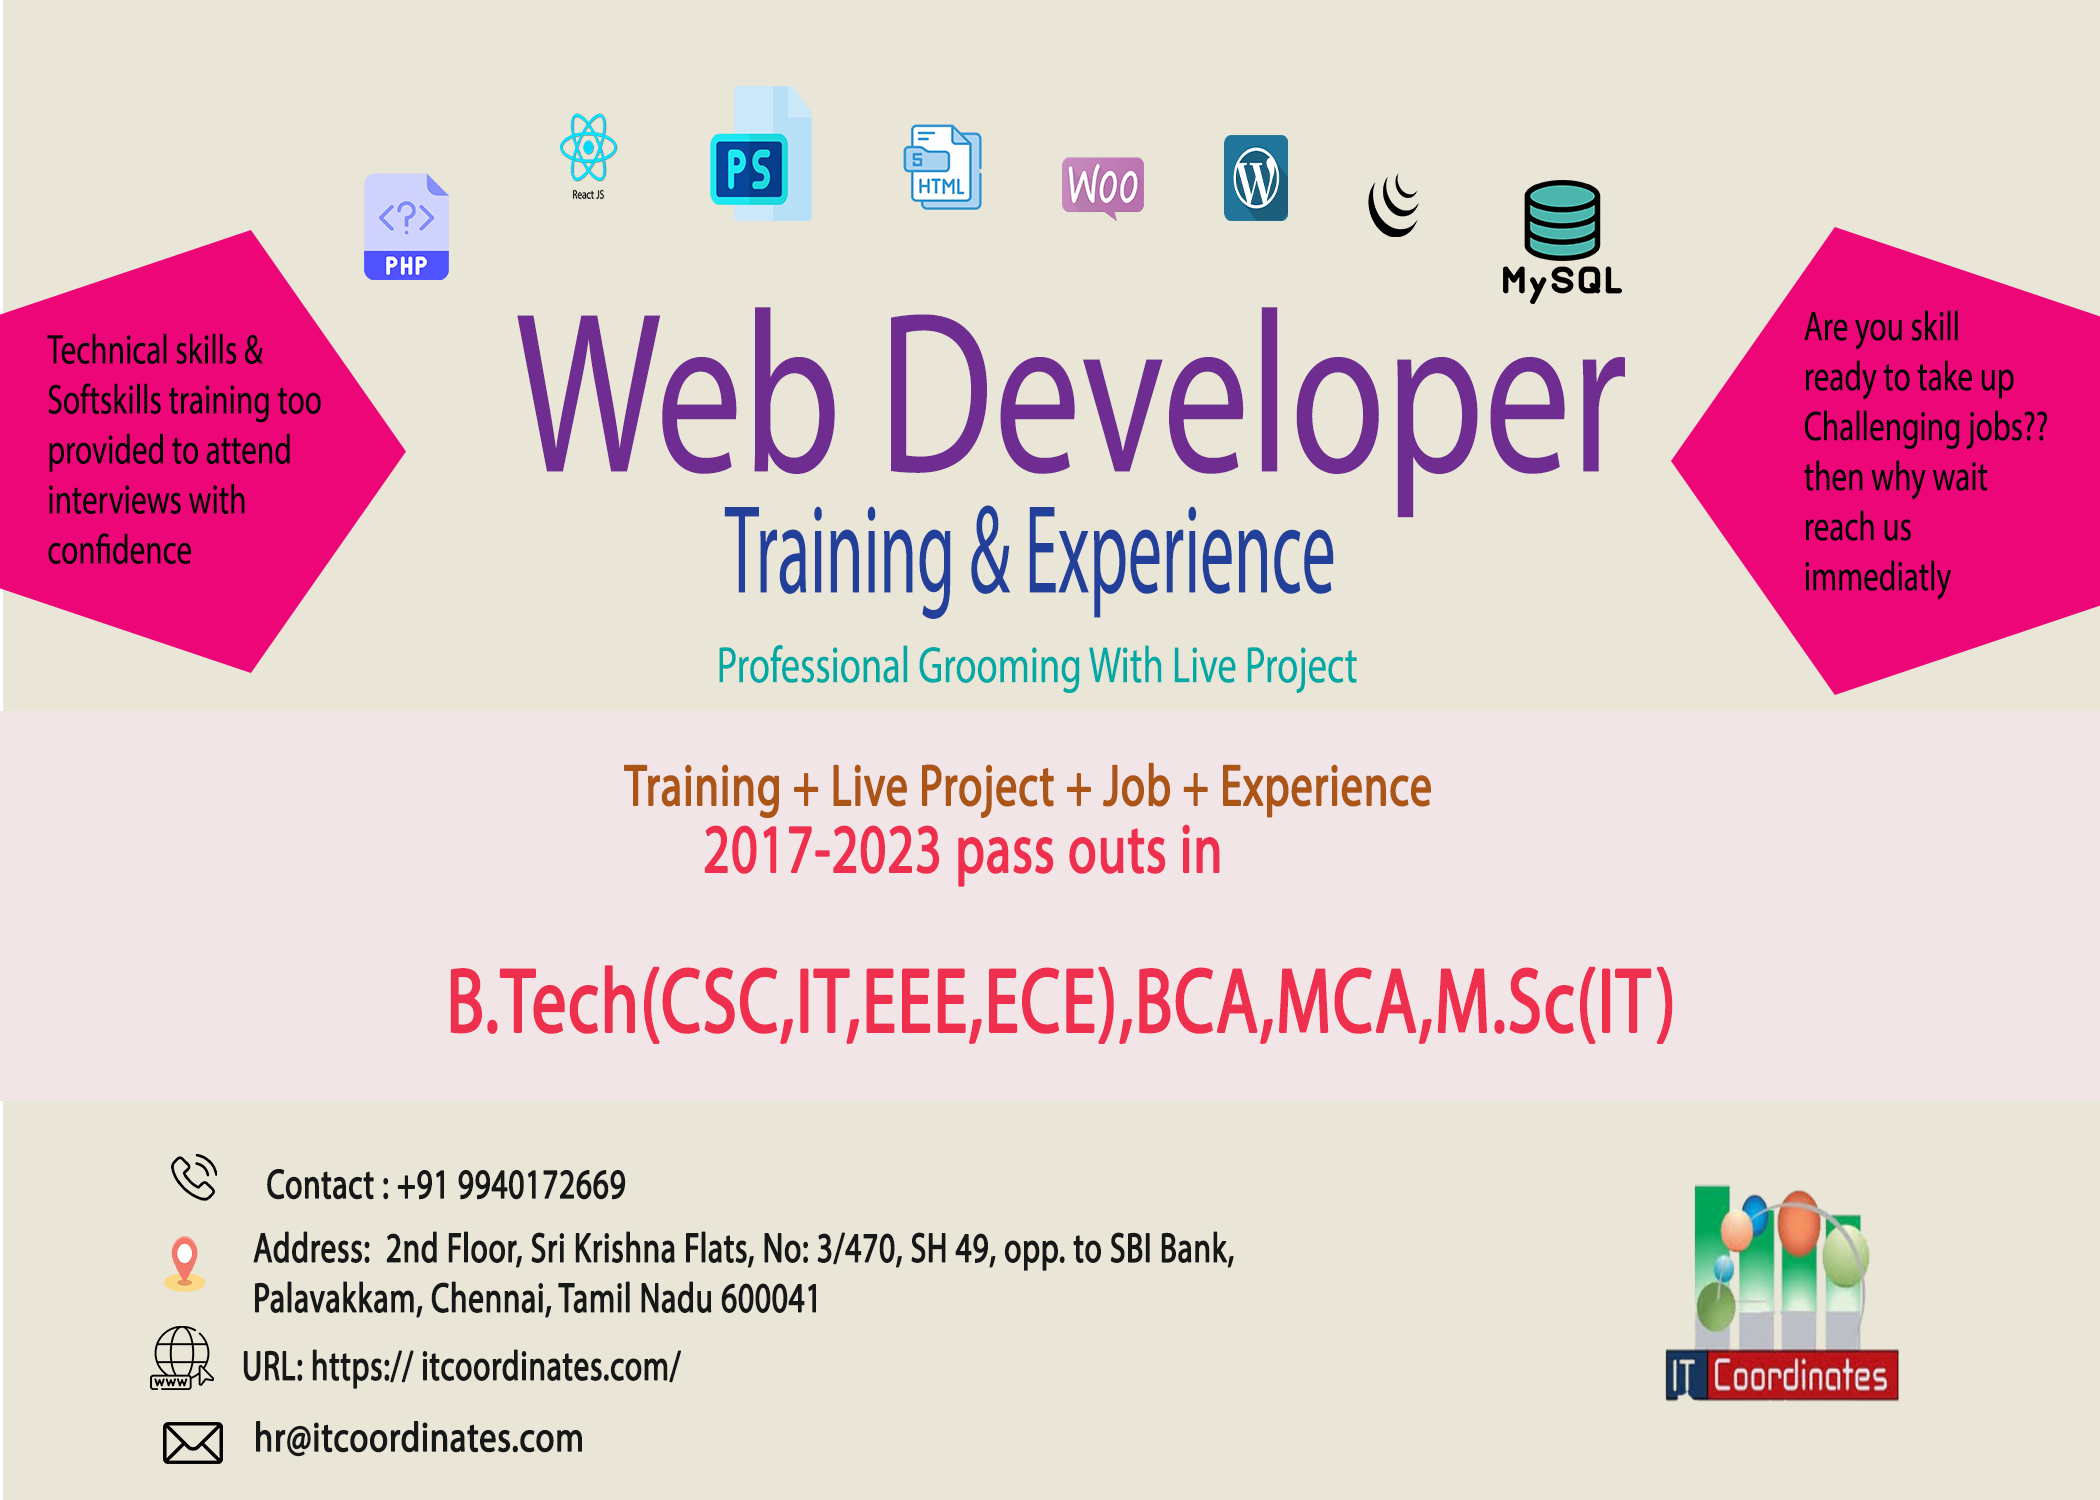 React JS
PS
5
HTML
Woo
W
<?>
PHP
MySQL
Technical skills &
Softskills training too
provided to attend
interviews with
confidence
Web Developer
Training & Experience
Professional Grooming With Live Project
Are you skill
ready to take up
Challenging jobs??
then why wait
reach us
immediatly
Training + Live Project + Job + Experience
2017-2023 pass outs in
B.Tech(CSC,IT,EEE,ECE),BCA,MCA,M.Sc(IT)
Contact : +91 9940172669
Address: 2nd Floor, Sri Krishna Flats, No: 3/470, SH 49, opp. to SBI Bank,
Palavakkam, Chennai, Tamil Nadu 600041
www
URL: https:// itcoordinates.com/
hr@itcoordinates.com
IT Coordinates